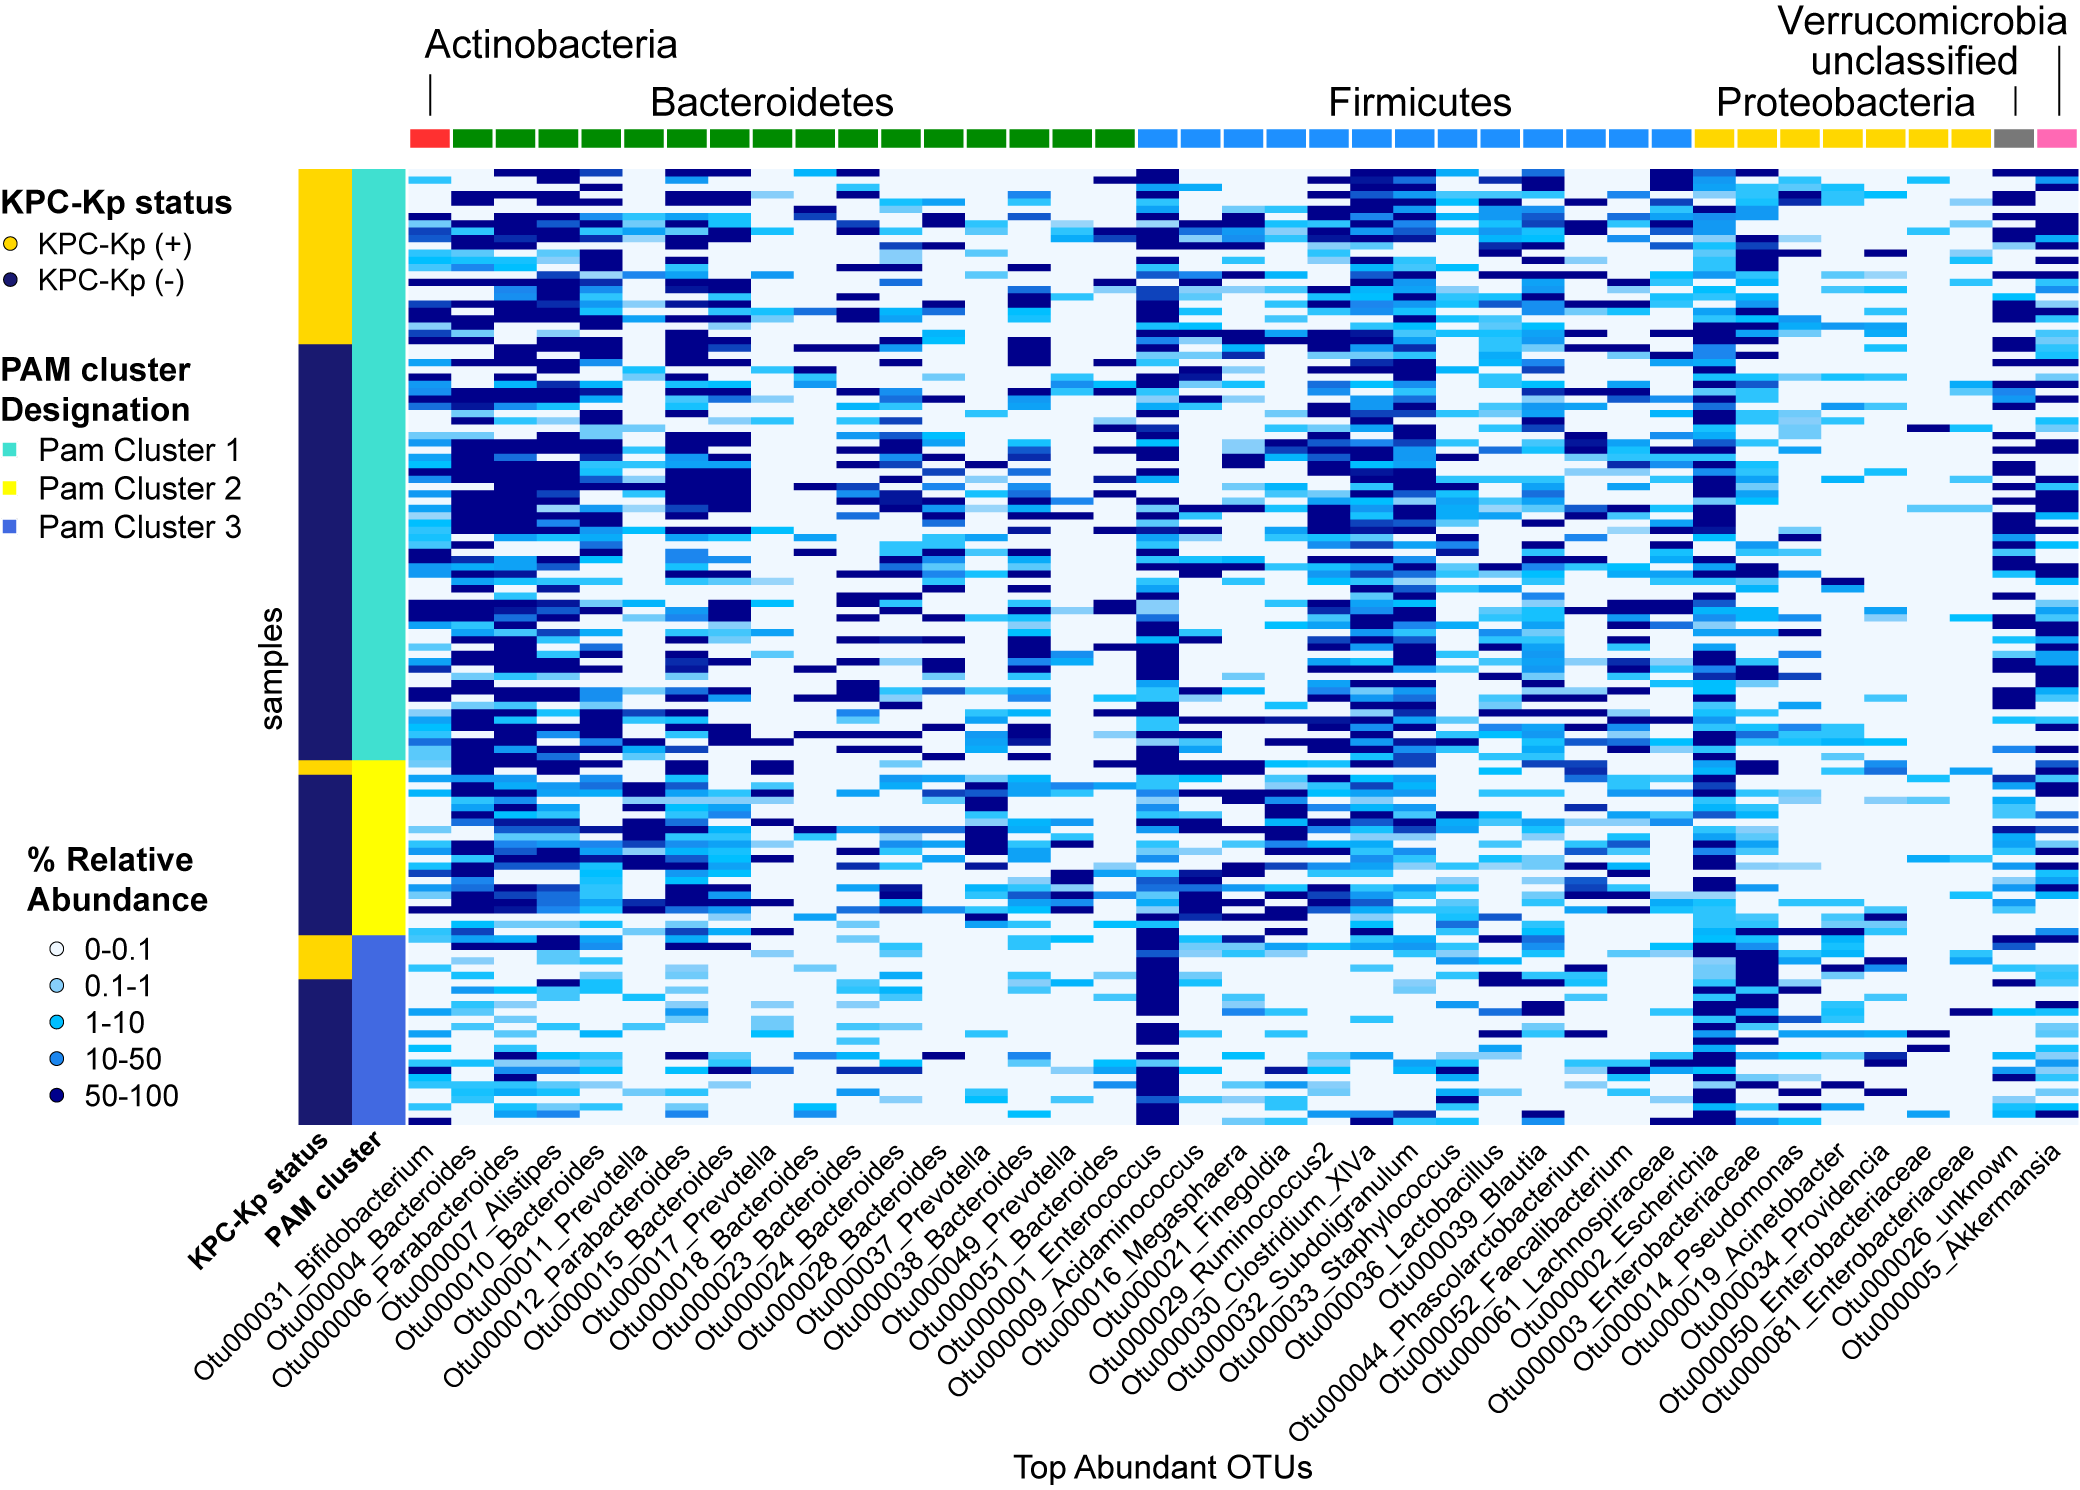 Verrucomicrobia
Actinobacteria
unclassified
Bacteroidetes
Firmicutes
Proteobacteria
KPC-Kp status
KPC-Kp (+)
KPC-Kp (-)
PAM cluster
Designation
Pam Cluster 1
Pam Cluster 2
Pam Cluster 3
samples
% Relative
Abundance
0-0.1
0.1-1
1-10
10-50
50-100
KPC-Kp status
PAM cluster
Otu000031_Bifidobacterium
Otu000004_Bacteroides
Otu000006_Parabacteroides
Otu000007_Alistipes
Otu000010_Bacteroides
Otu000011_Prevotella
Otu000012_Parabacteroides
Otu000015_Bacteroides
Otu000017_Prevotella
Otu000018_Bacteroides
Otu000023_Bacteroides
Otu000024_Bacteroides
Otu000028_Bacteroides
Otu000037_Prevotella
Otu000038_Bacteroides
Otu000049_Prevotella
Otu000051_Bacteroides
Otu000001_Enterococcus
Otu000009_Acidaminococcus
Otu000016_Megasphaera
Otu000021_Finegoldia
Otu000029_Ruminococcus2
Otu000030_Clostridium_XIVa
Otu000032_Subdoligranulum
Otu000033_Staphylococcus
Otu000036_Lactobacillus
Otu000039_Blautia
Otu000044_Phascolarctobacterium
Otu000052_Faecalibacterium
Otu000061_Lachnospiraceae
Otu000002_Escherichia
Otu000003_Enterobacteriaceae
Otu000014_Pseudomonas
Otu000019_Acinetobacter
Otu000034_Providencia
Otu000050_Enterobacteriaceae
Otu000081_Enterobacteriaceae
Otu000026_unknown
Otu000005_Akkermansia
Top Abundant OTUs